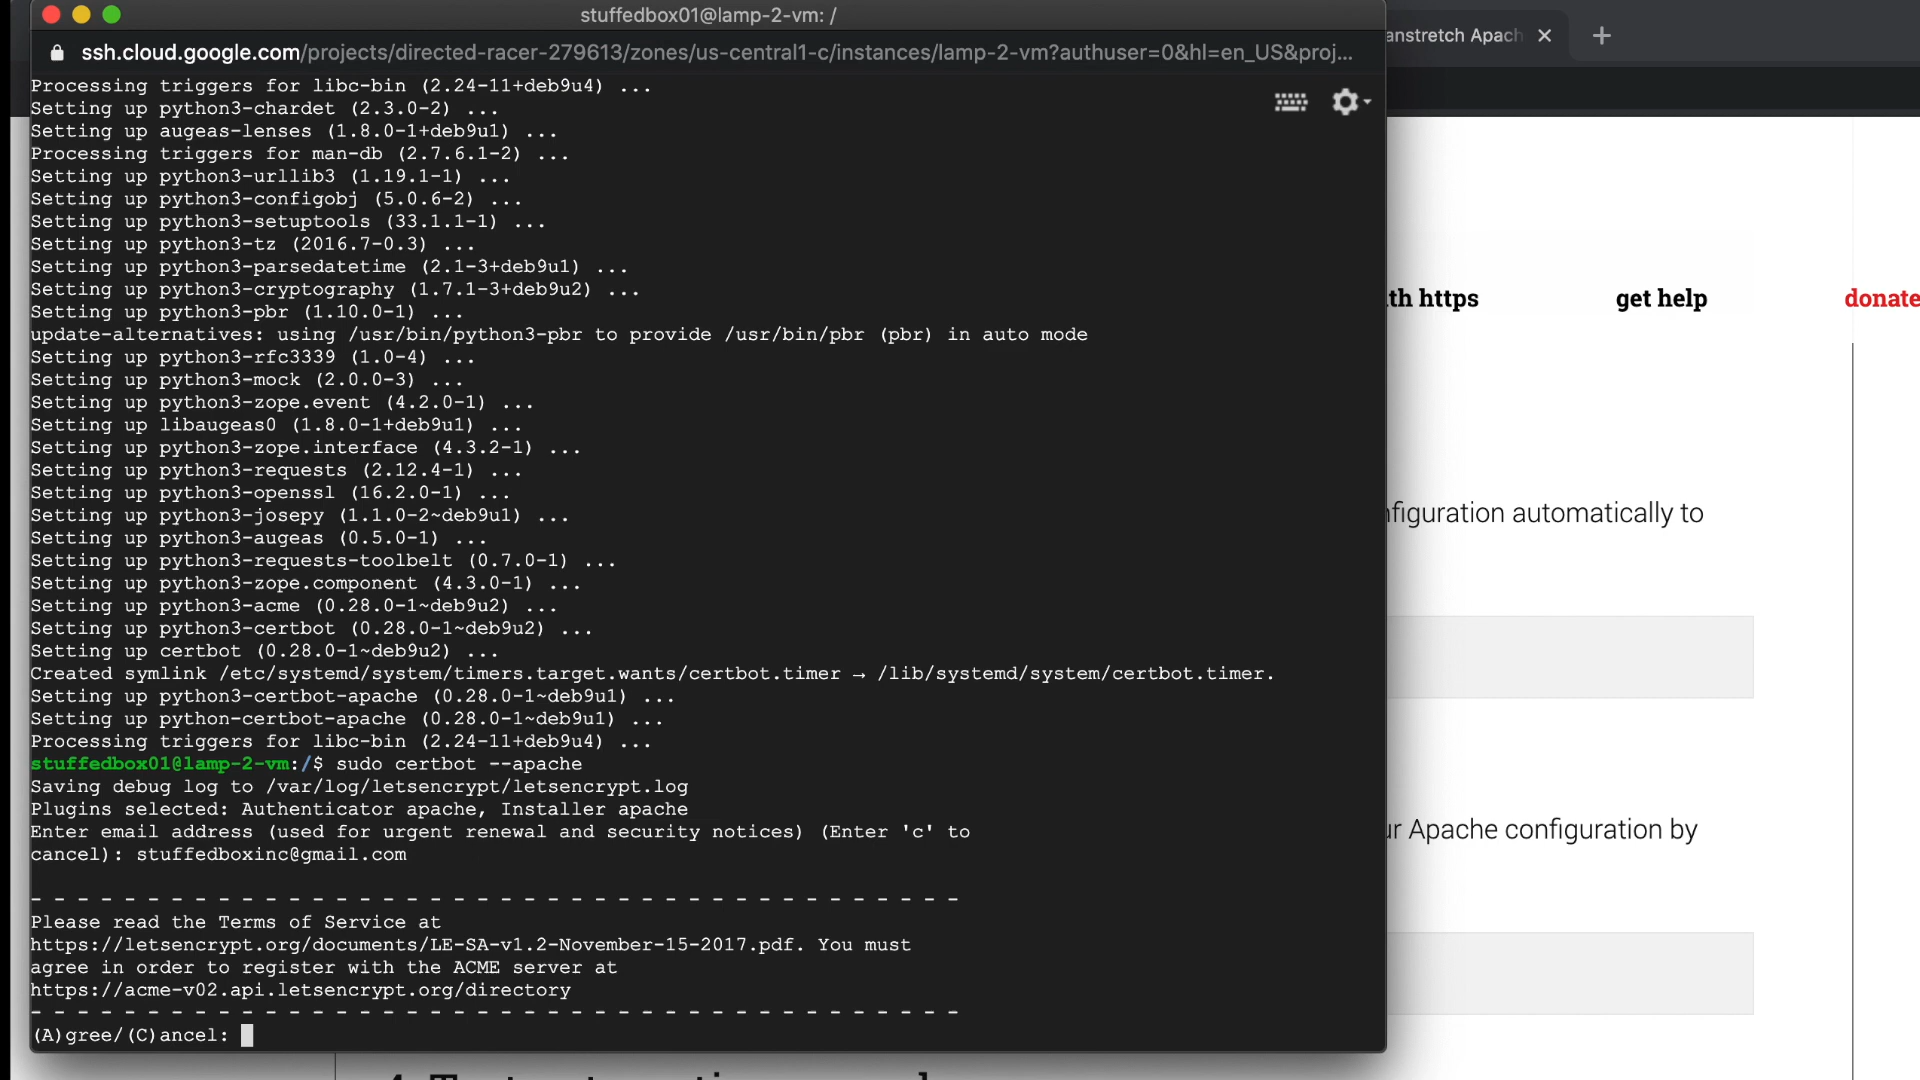 stuffedbox01@lamp-2-vm: /
anstretch Apach
ssh.cloud.google.com/projects/directed-racer-279613/zones/us-central1-c/instances/lamp-2-vm?authuser=0&hl=en_US&proj...
Processing triggers for libc-bin (2.24-11+deb9u4) ...
Setting up python3-chardet (2.3.0-2) ...
Setting up augeas-lenses (1.8.0-1+deb9u1) ...
Processing triggers for man-db (2.7.6.1-2) ...
Setting up python3-urllib3 (1.19.1-1) ...
Setting up python3-configobj (5.0.6-2) ...
Setting up python3-setuptools (33.1.1-1) ...
Setting up python3-tz (2016.7-0.3) ...
Setting up python3-parsedatetime (2.1-3+deb9u1) ...
Setting up python3-cryptography (1.7.1-3+deb9u2) ...
Setting up python3-pbr (1.10.0-1) ...
update-alternatives: using /usr/bin/python3-pbr to provide /usr/bin/pbr (pbr) in auto mode
Setting up python3-rfc3339 (1.0-4) ...
Setting up python3-mock (2.0.0-3) ...
Setting up python3-zope.event (4.2.0-1) ...
Setting up libaugeas0 (1.8.0-1+deb9u1) ...
Setting up python3-zope.interface (4.3.2-1) ...
Setting up python3-requests (2.12.4-1) ...
Setting up python3-openssl (16.2.0-1) ...
Setting up python3-josepy (1.1.0-2~deb9u1) ...
Setting up python3-augeas (0.5.0-1) ...
Setting up python3-requests-toolbelt (0.7.0-1) ...
Setting up python3-zope.component (4.3.0-1) ...
Setting up python3-acme (0.28.0-1~deb9u2) ...
Setting up python3-certbot (0.28.0-1~deb9u2) ...
Setting up certbot (0.28.0-1~deb9u2) ...
Created symlink /etc/systemd/system/timers.target.wants/certbot.timer → /lib/systemd/system/certbot.timer.
Setting up python3-certbot-apache (0.28.0-1~deb9u1) ...
Setting up python-certbot-apache (0.28.0-1~deb9u1) ...
Processing triggers for libc-bin (2.24-11+deb9u4) ...
stuffedbox01@lamp-2-vm:/$ sudo certbot --apache
Saving debug log to /var/log/letsencrypt/letsencrypt.log
Plugins selected: Authenticator apache, Installer apache
Enter email address (used for urgent renewal and security notices) (Enter 'c' to
cancel): stuffedboxinc@gmail.com
- - - - - - - - - - - - - - - - - - - - - - - - - - - - - - - - - - - - - - - -
Please read the Terms of Service at
https://letsencrypt.org/documents/LE-SA-v1.2-November-15-2017.pdf. You must
agree in order to register with the ACME server at
https://acme-v02.api.letsencrypt.org/directory
- - - - - - - - - - - - - - - - - - - - - - - - - - - - - - - - - - - - - - - -
(A)gree/(C)ancel:
th https
get help
donate
figuration automatically to
ur Apache configuration by